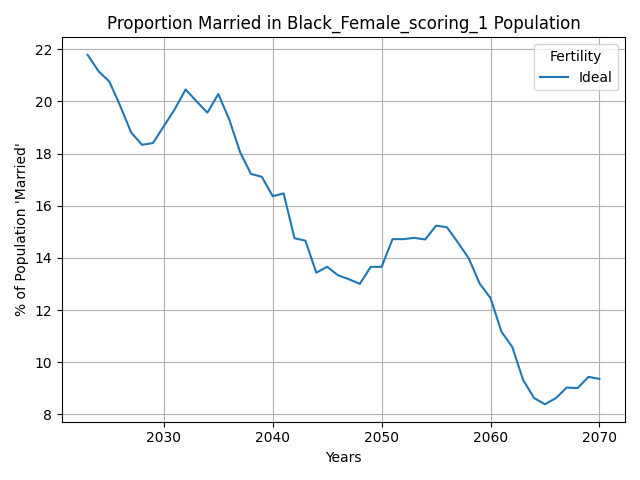 Proportion Married in Black_Female_scoring_1 Population
Fertility
Ideal
% of Population 'Married'
22
20
18
16
14
12
10
8
2030 2040 2050 2060 2070
Years